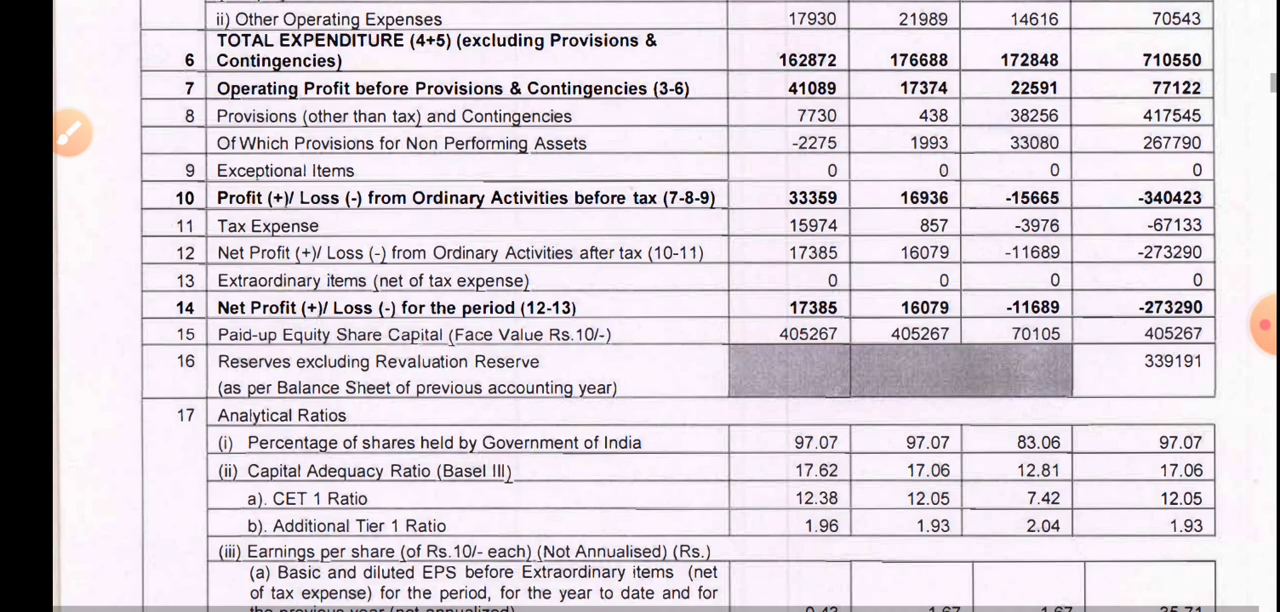 ii) Other Operating Expenses 17930 21989 14616 70543
TOTAL EXPENDITURE (4+5) (excluding Provisions &
6 Contingencies) 162872 176688 172848 710550
7 Operating Profit before Provisions & Contingencies (3-6) 41089 17374 22591 77122
8 Provisions (other than tax) and Contingencies 7730 438 38256 417545
Of Which Provisions for Non Performing Assets -2275 1993 33080 267790
9 Exceptional Items 0 0 0 0
10 Profit (+)/ Loss (-) from Ordinary Activities before tax (7-8-9) 33359 16936 -15665 -340423
11 Tax Expense 15974 857 -3976 -67133
12 Net Profit (+)/ Loss (-) from Ordinary Activities after tax (10-11) 17385 16079 -11689 -273290
13 Extraordinary items (net of tax expense) 0 0 0 0
14 Net Profit (+)/ Loss (-) for the period (12-13) 17385 16079 -11689 -273290
15 Paid-up Equity Share Capital (Face Value Rs.10/-) 405267 405267 70105 405267
16 Reserves excluding Revaluation Reserve 339191
(as per Balance Sheet of previous accounting year)
17 Analytical Ratios
(i) Percentage of shares held by Government of India 97.07 97.07 83.06 97.07
(ii) Capital Adequacy Ratio (Basel III) 17.62 17.06 12.81 17.06
a). CET 1 Ratio 12.38 12.05 7.42 12.05
b). Additional Tier 1 Ratio 1.96 1.93 2.04 1.93
(iii) Earnings per share (of Rs.10/- each) (Not Annualised) (Rs.)
(a) Basic and diluted EPS before Extraordinary items (net
of tax expense) for the period, for the year to date and for